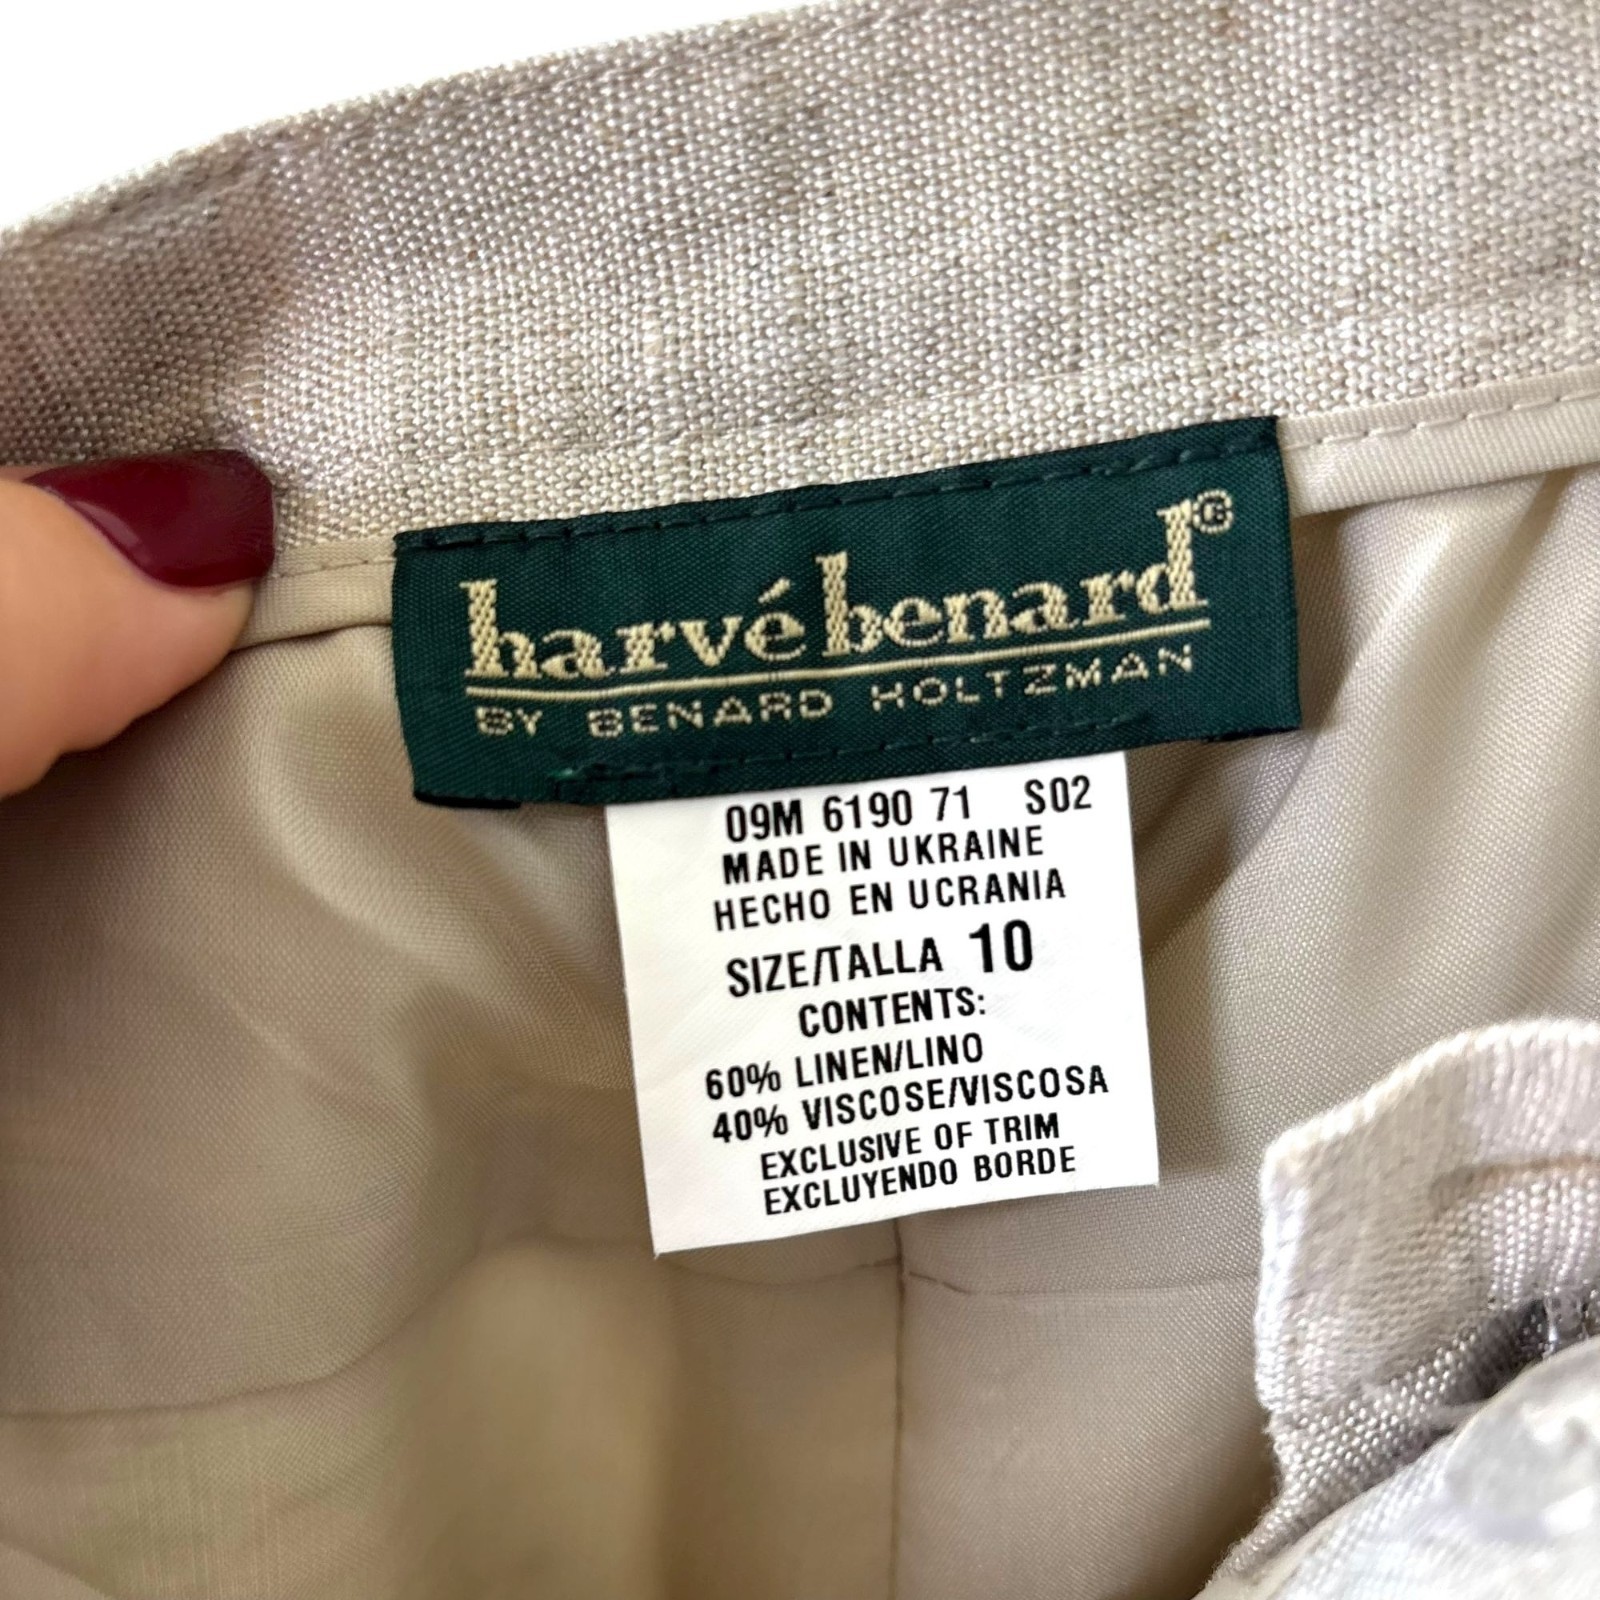 harvé benard®
BY BENARD HOLTZMAN
09M 6190 71 S02
MADE IN UKRAINE
HECHO EN UCRANIA
SIZE/TALLA 10
CONTENTS:
60% LINEN/LINO
40% VISCOSE/VISCOSA
EXCLUSIVE OF TRIM
EXCLUYENDO BORDE